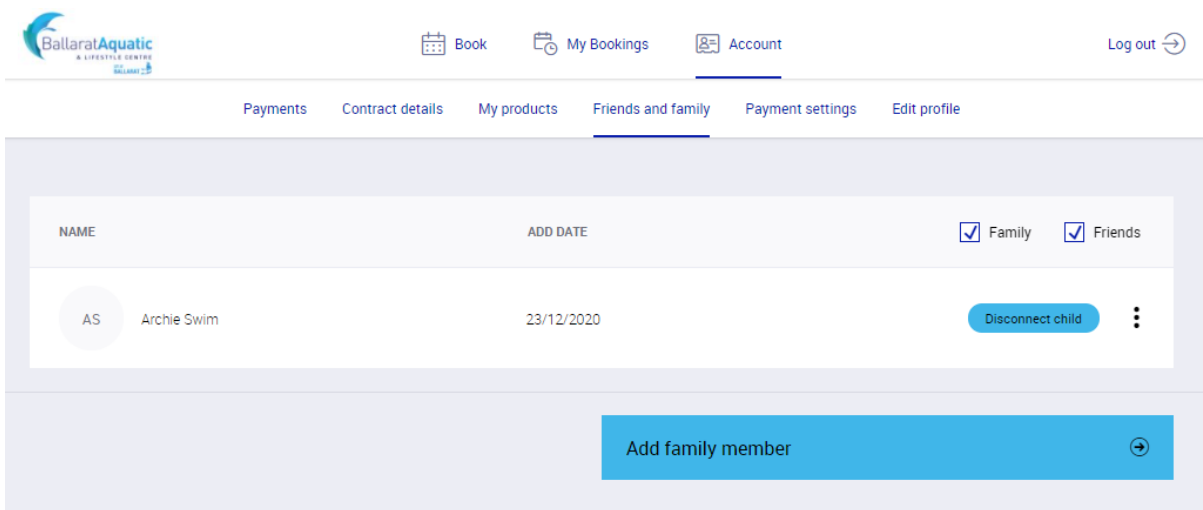 BallaratAquatic
& LIFESTYLE CENTRE
BALLARAT
Book
My Bookings
Account
Log out
Payments
Contract details
My products
Friends and family
Payment settings
Edit profile
NAME
ADD DATE
Family
Friends
AS
Archie Swim
23/12/2020
Disconnect child
Add family member